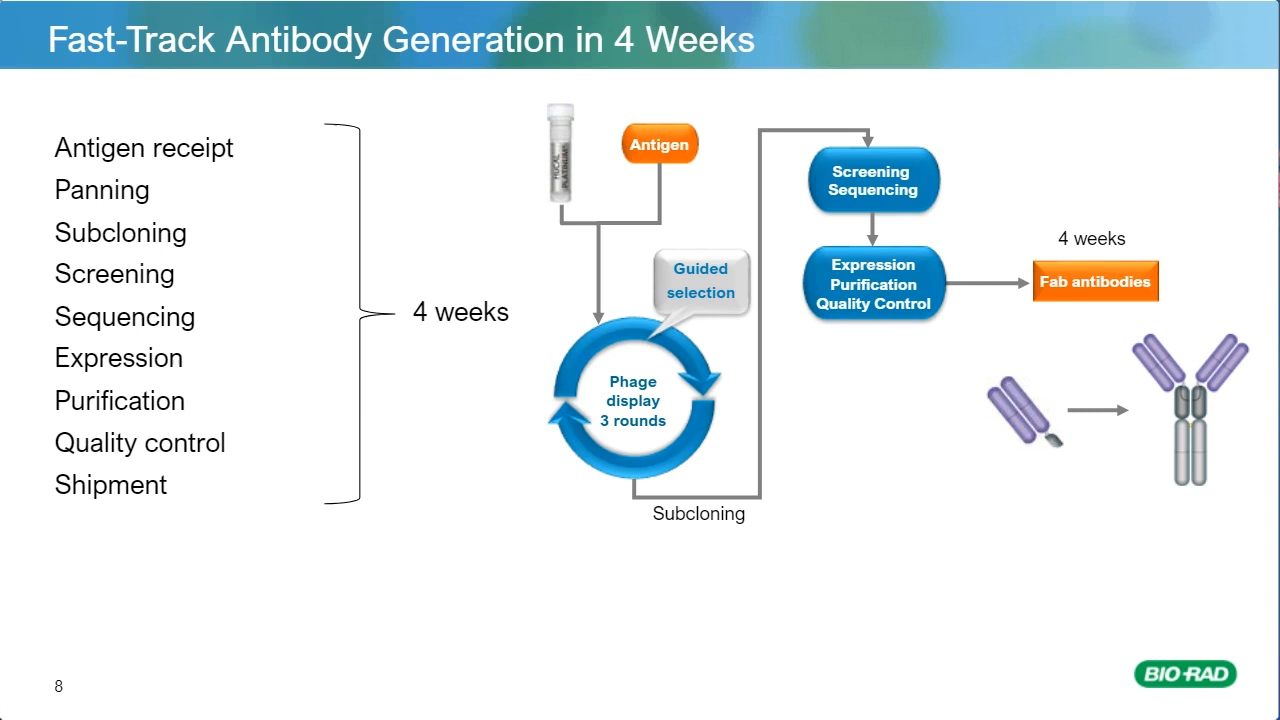 Fast-Track Antibody Generation in 4 Weeks
Antigen receipt
Panning
Subcloning
Screening
Sequencing
Expression
Purification
Quality control
Shipment
4 weeks
HuCAL
PLATINUM®
Antigen
Guided
selection
Phage
display
3 rounds
Subcloning
Screening
Sequencing
Expression
Purification
Quality Control
4 weeks
Fab antibodies
8
BIO-RAD